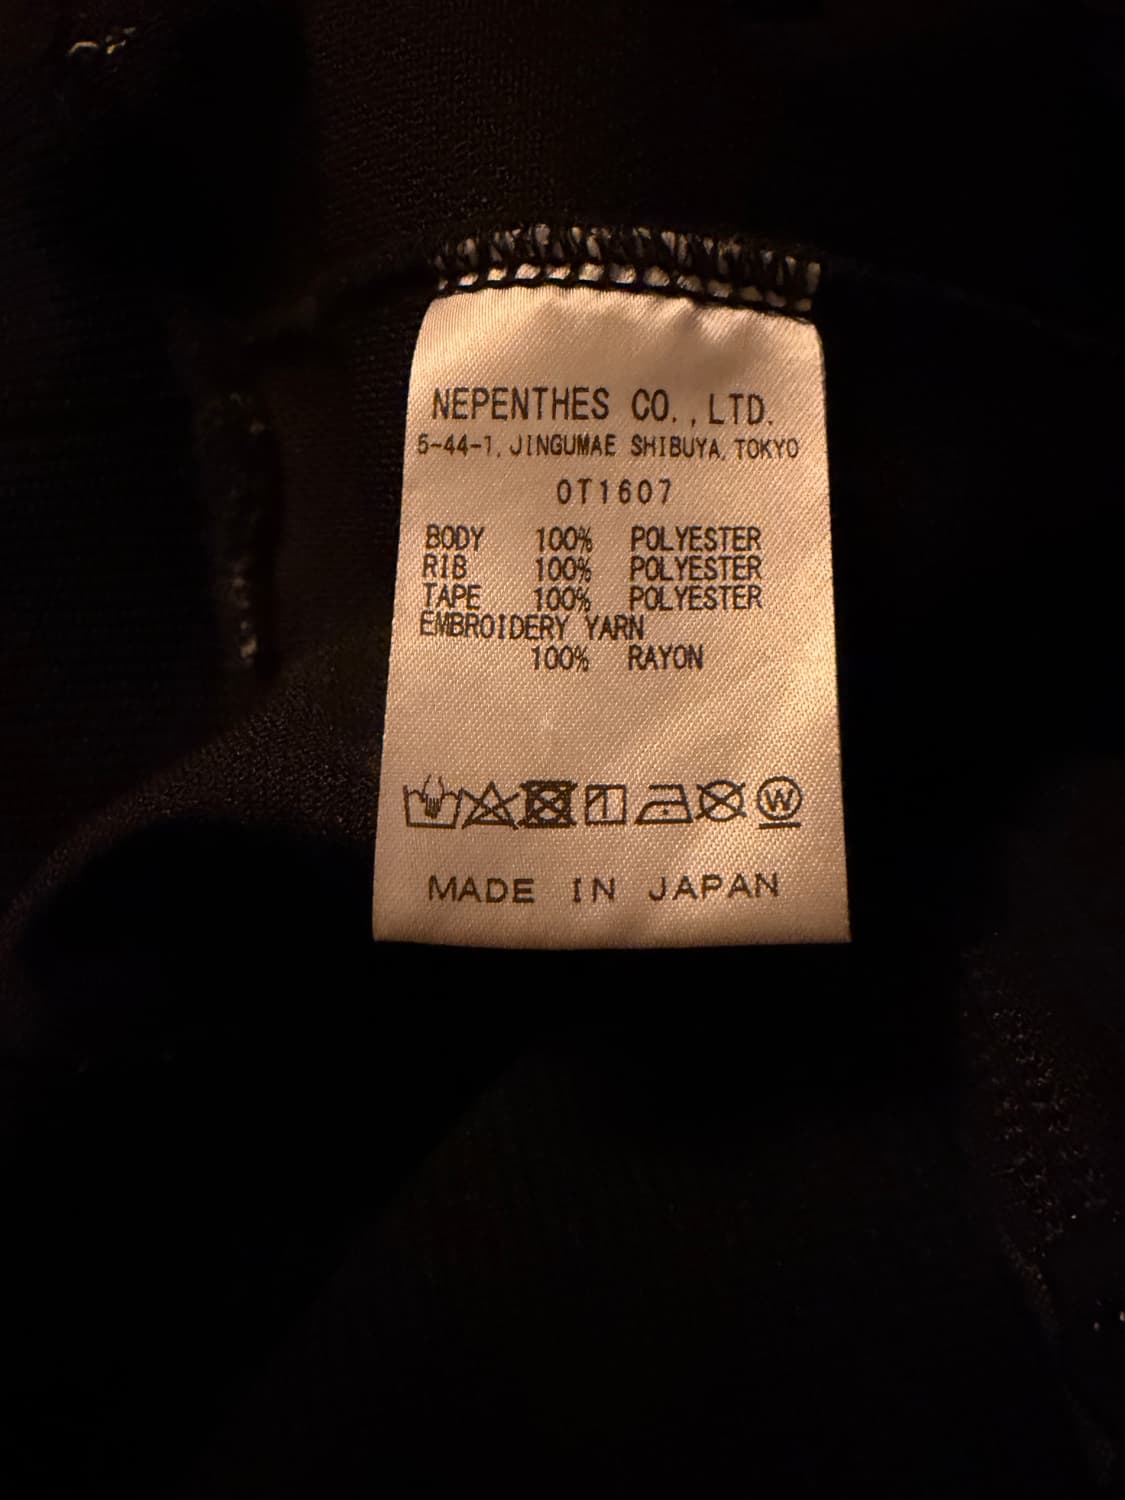 NEPENTHES CO.,LTD.
5-44-1, JINGUMAE SHIBUYA, TOKYO
OT1607
BODY 100% POLYESTER
RIB 100% POLYESTER
TAPE 100% POLYESTER
EMBROIDERY YARN
100% RAYON
W
MADE IN JAPAN